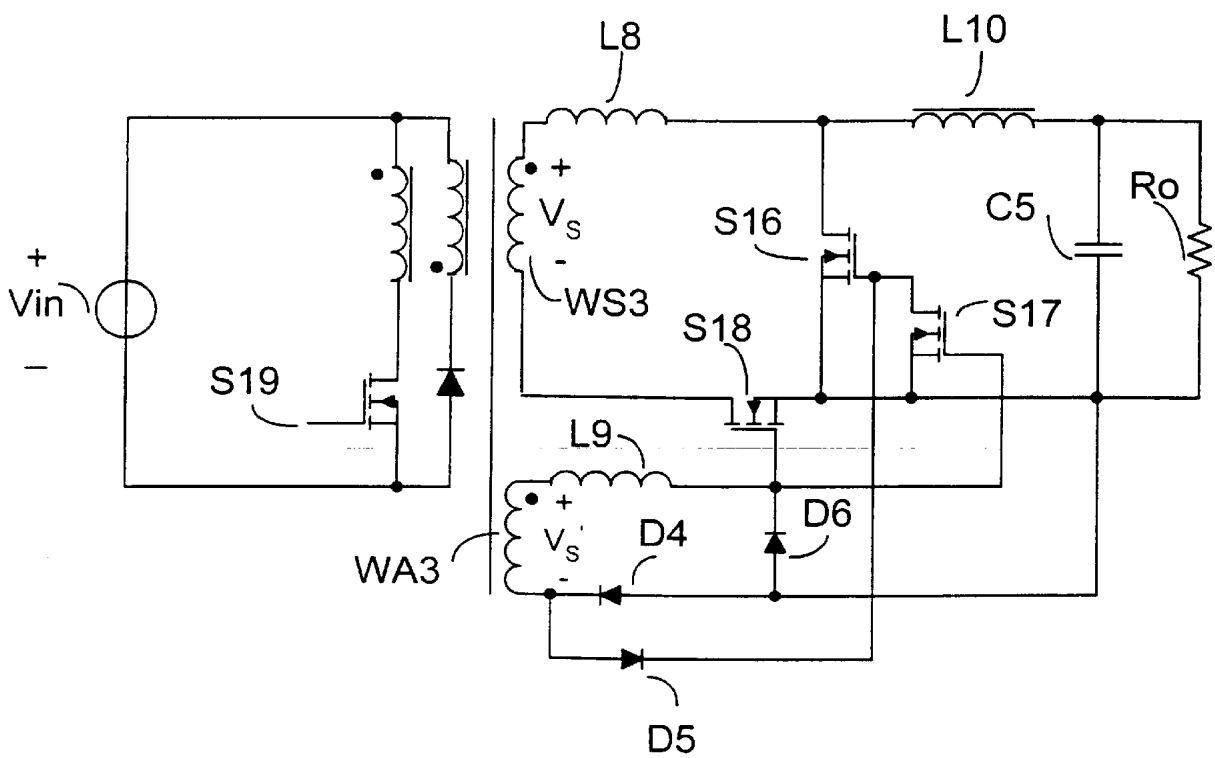 L8
L10
+
Vin
−
S19
+
VS
-
WS3
S16
S18
S17
C5
Ro
L9
+
VS'
-
WA3
D4
D6
D5